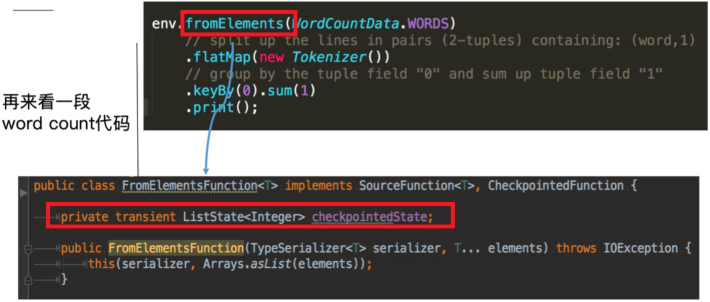 env.fromElements(WordCountData.WORDS)
// split up the lines in pairs (2-tuples) containing: (word,1)
.flatMap(new Tokenizer())
// group by the tuple field "0" and sum up tuple field "1"
.keyBy(0).sum(1)
.print();
再来看一段
word count代码
public class FromElementsFunction<T> implements SourceFunction<T>, CheckpointedFunction {
private transient ListState<Integer> checkpointedState;
public FromElementsFunction(TypeSerializer<T> serializer, T... elements) throws IOException {
this(serializer, Arrays.asList(elements));
}